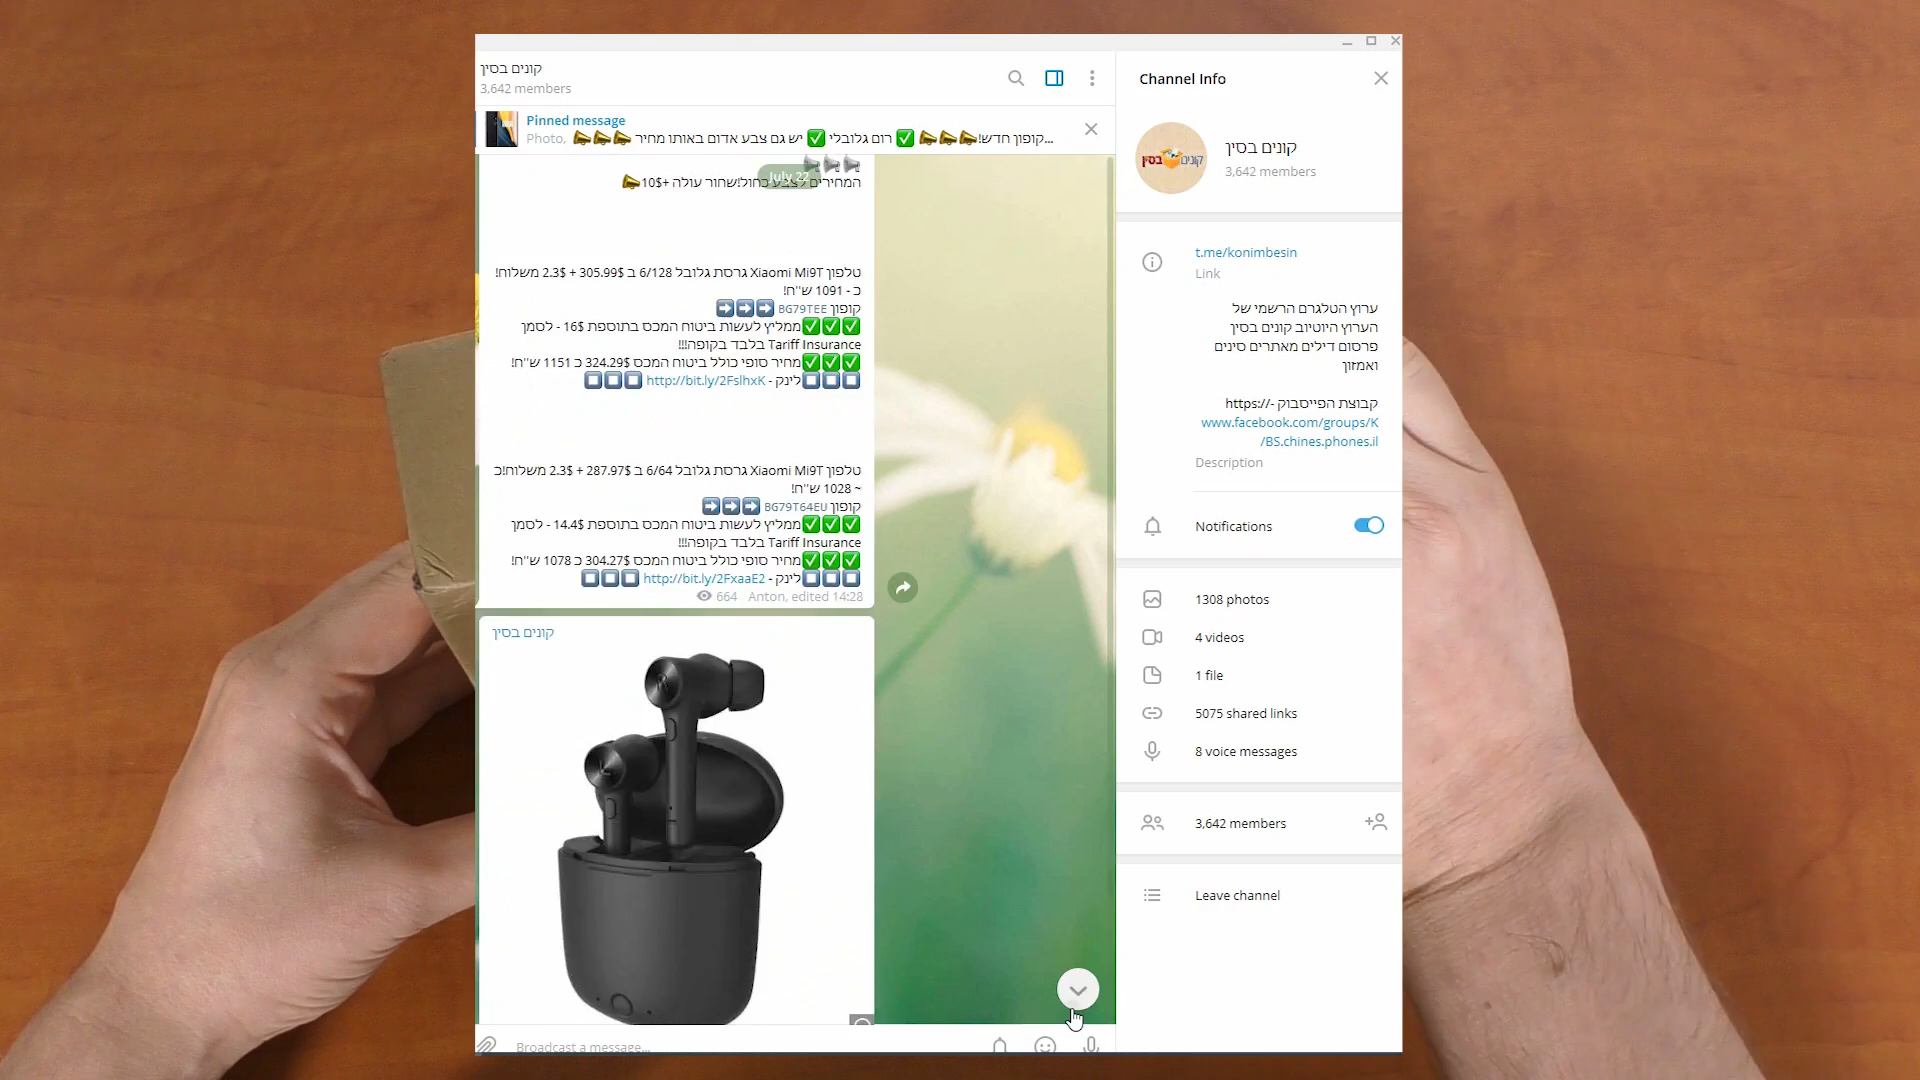 קונים בסין
3,642 members
Pinned message
Photo, קופון חדש! רום גלובלי יש גם צבע אדום באותו מחיר...
July 22
המחירים לצבע כחול!שחור עולה +10$
טלפון Xiaomi Mi9T גרסת גלובל 6/128 ב 305.99$ + 2.3$ משלוח!
כ - 1091 ש"ח!
קופון BG79TEE
ממליץ לעשות ביטוח המכס בתוספת 16$ - לסמן
Tariff Insurance בלבד בקופה!!!
מחיר סופי כולל ביטוח המכס 324.29$ כ 1151 ש"ח!
לינק - http://bit.ly/2FslhxK
טלפון Xiaomi Mi9T גרסת גלובל 6/64 ב 287.97$ + 2.3$ משלוח!כ
~ 1028 ש"ח!
קופון BG79T64EU
ממליץ לעשות ביטוח המכס בתוספת 14.4$ - לסמן
Tariff Insurance בלבד בקופה!!!
מחיר סופי כולל ביטוח המכס 304.27$ כ 1078 ש"ח!
לינק - http://bit.ly/2FxaaE2
664 Anton, edited 14:28
קונים בסין
Broadcast a message...
Channel Info
קונים בסין
קונים בסין
3,642 members
t.me/konimbesin
Link
ערוץ הטלגרם הרשמי של
הערוץ היוטיוב קונים בסין
פרסום דילים מאתרים סינים
ואמזון
קבוצת הפייסבוק -https://
www.facebook.com/groups/K
BS.chines.phones.il/
Description
Notifications
1308 photos
4 videos
1 file
5075 shared links
8 voice messages
3,642 members
Leave channel